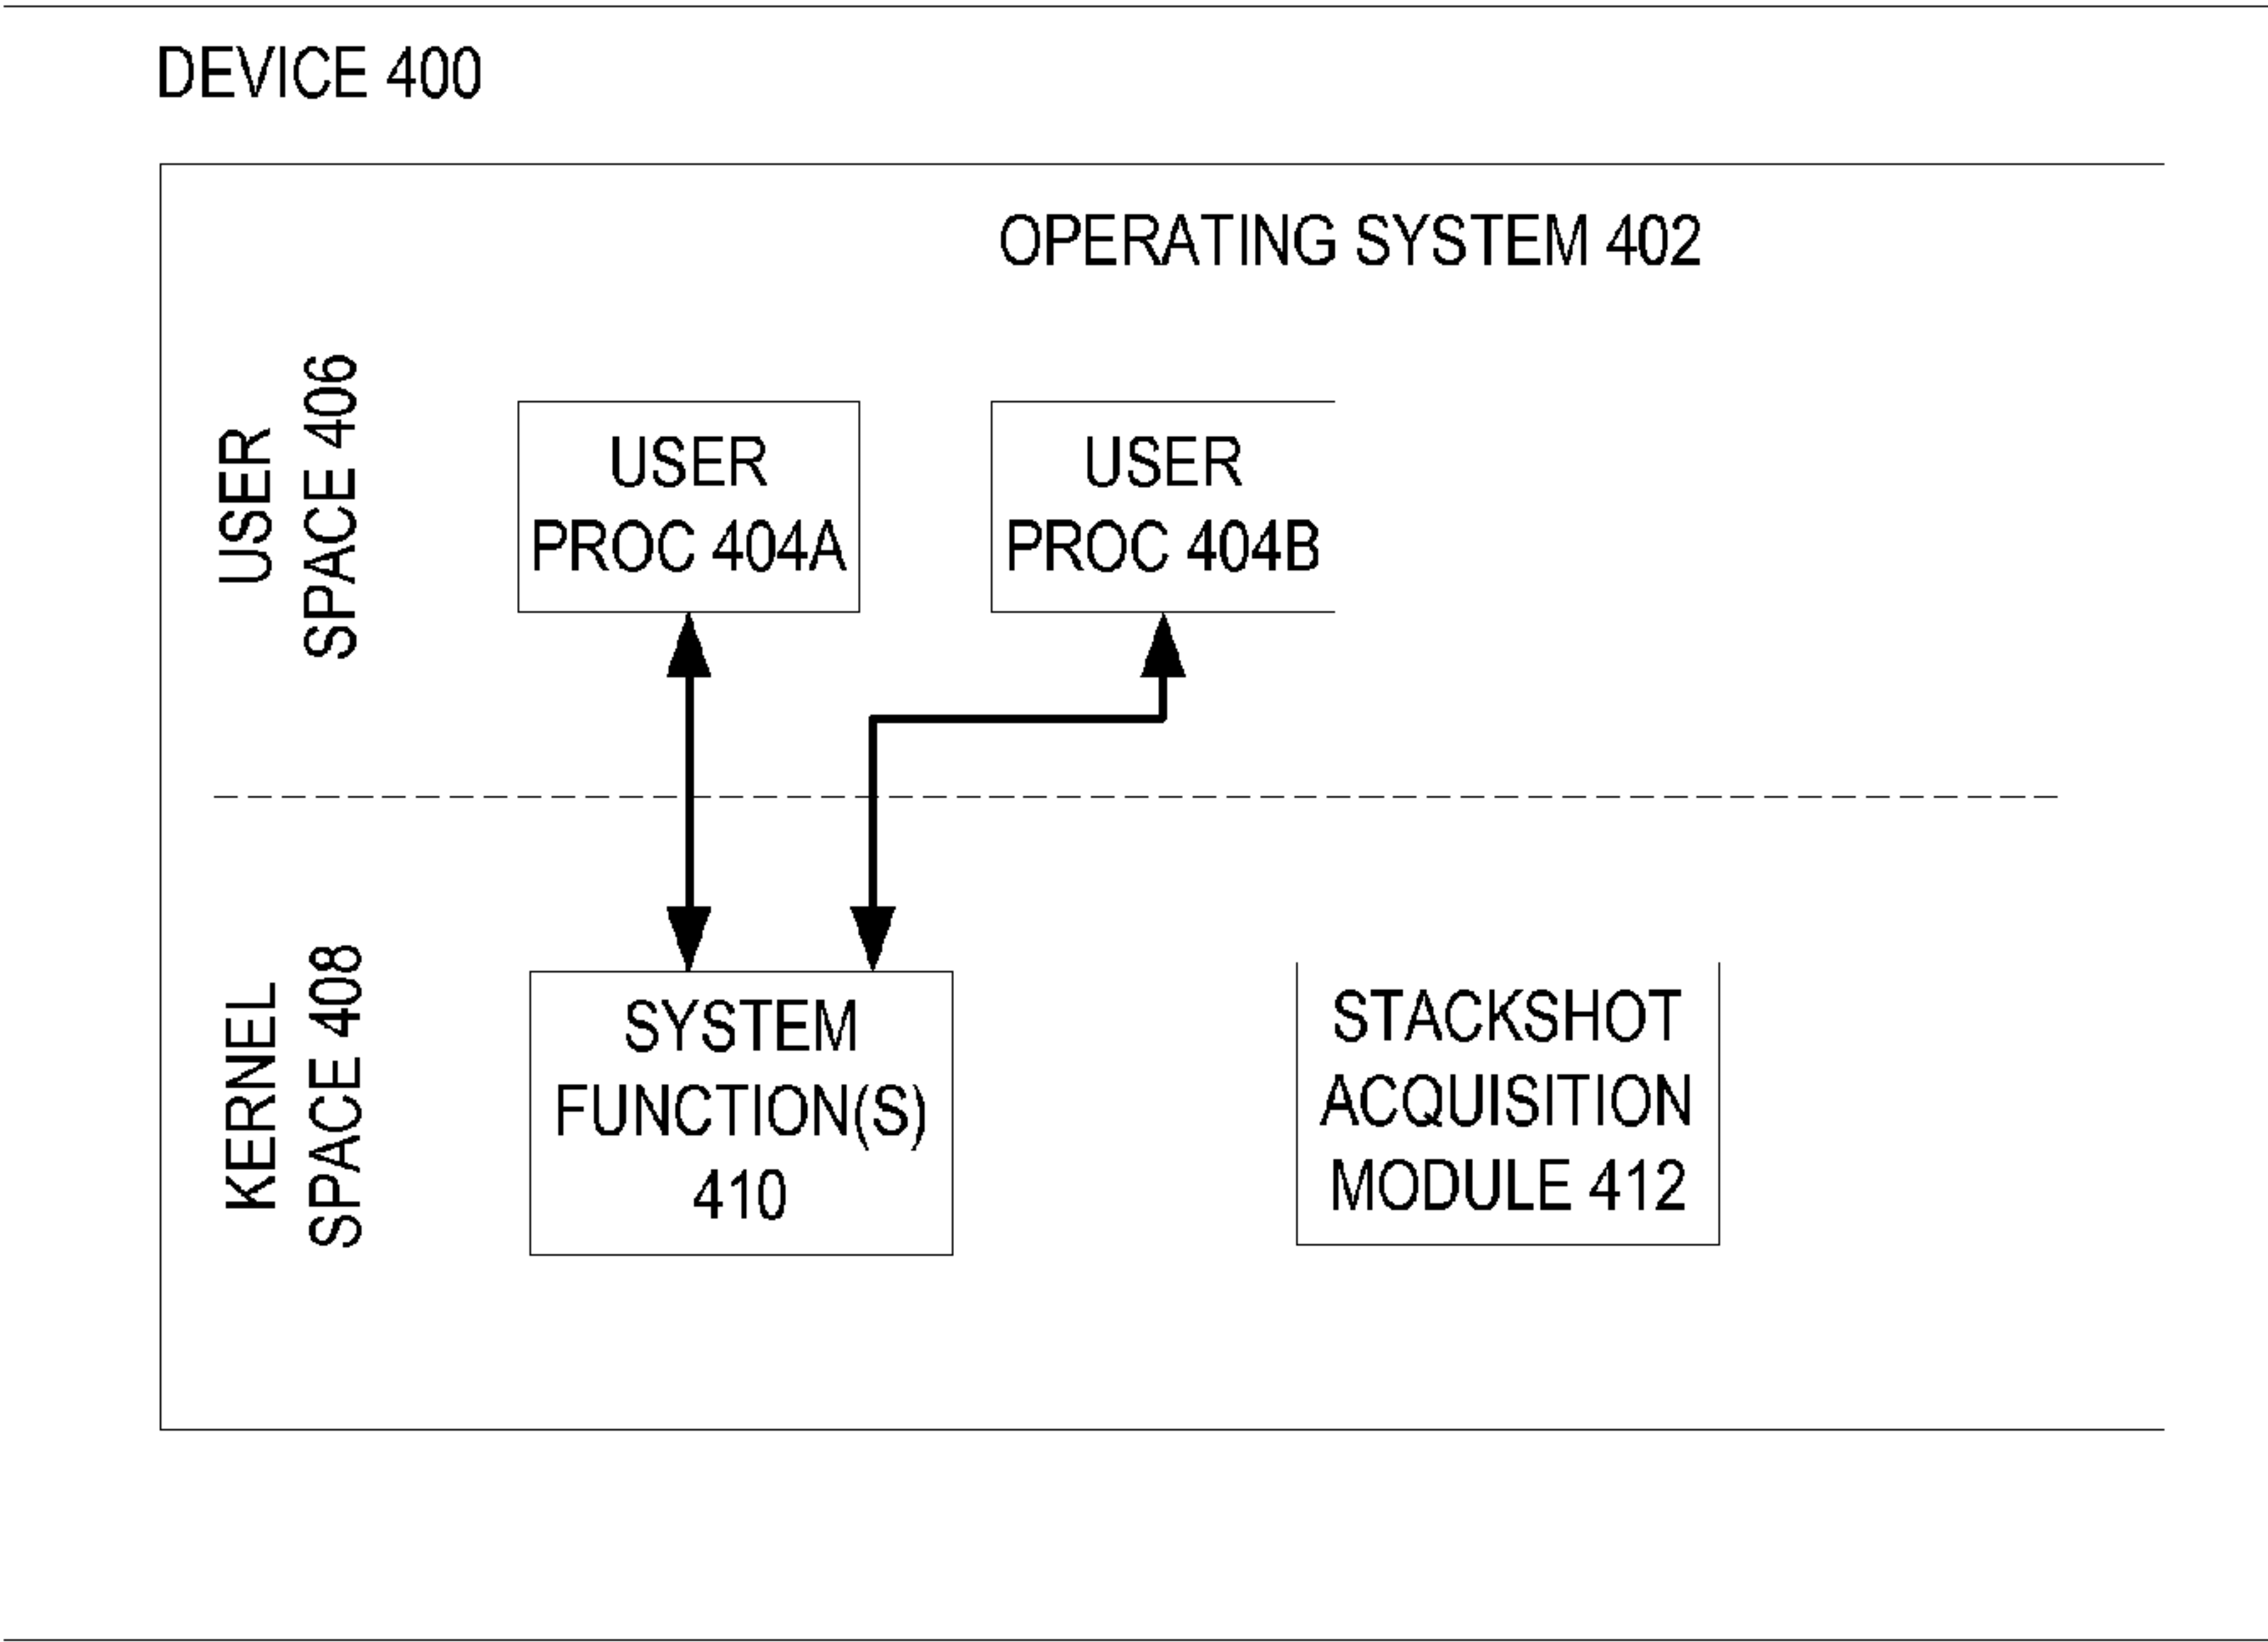 DEVICE 400
OPERATING SYSTEM 402
USER
SPACE 406
USER
PROC 404A
USER
PROC 404B
KERNEL
SPACE 408
SYSTEM
FUNCTION(S)
410
STACKSHOT
ACQUISITION
MODULE 412